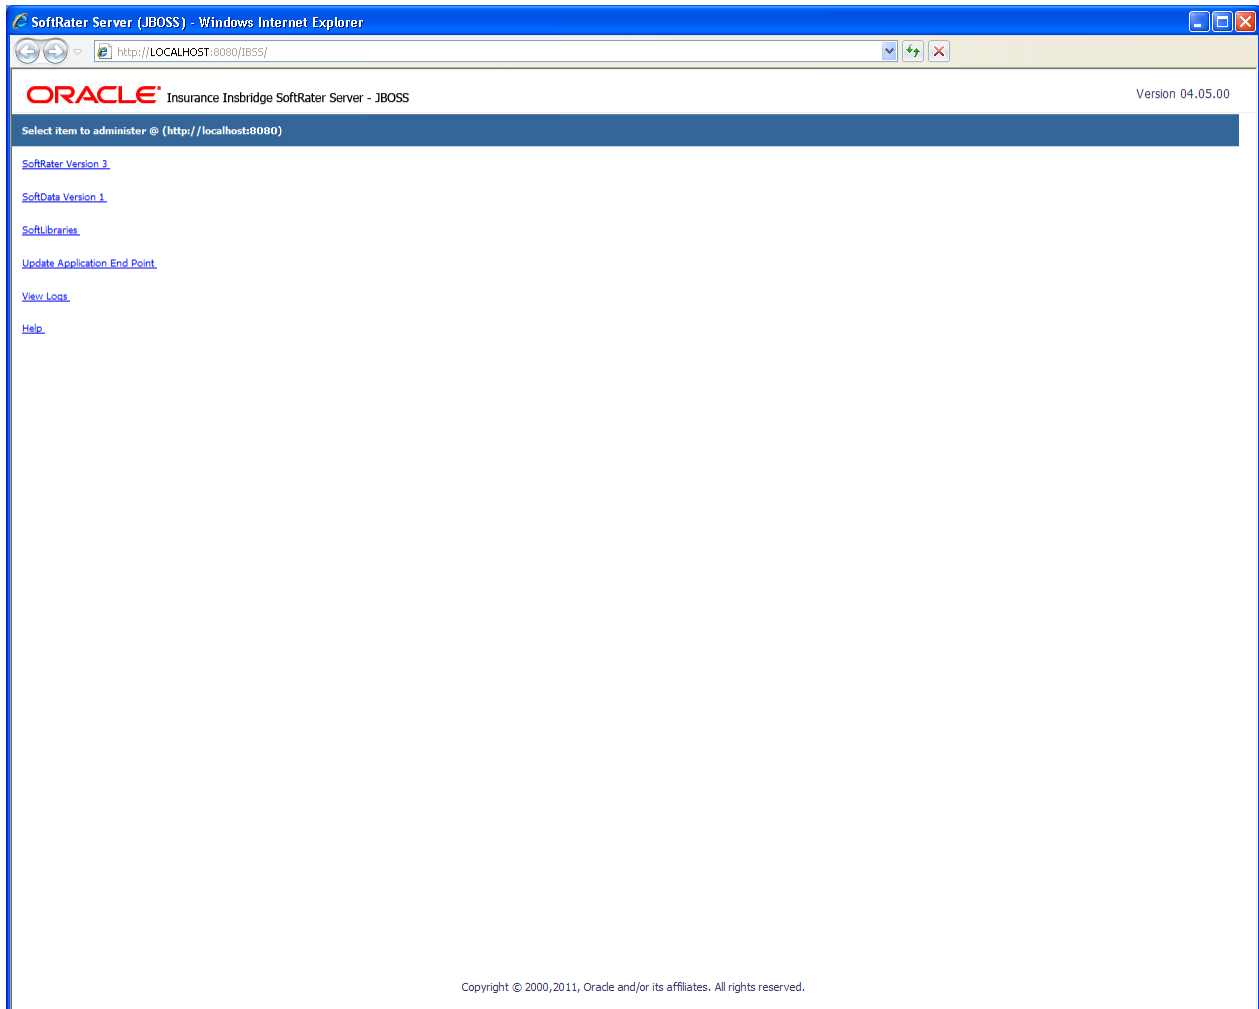 SoftRater Server (JBOSS) - Windows Internet Explorer
http://LOCALHOST:8080/IBSS/
ORACLE® Insurance Insbridge SoftRater Server - JBOSS
Version 04.05.00
Select item to administer @ (http://localhost:8080)
SoftRater Version 3
SoftData Version 1
SoftLibraries
Update Application End Point
View Logs
Help
Copyright © 2000,2011, Oracle and/or its affiliates. All rights reserved.